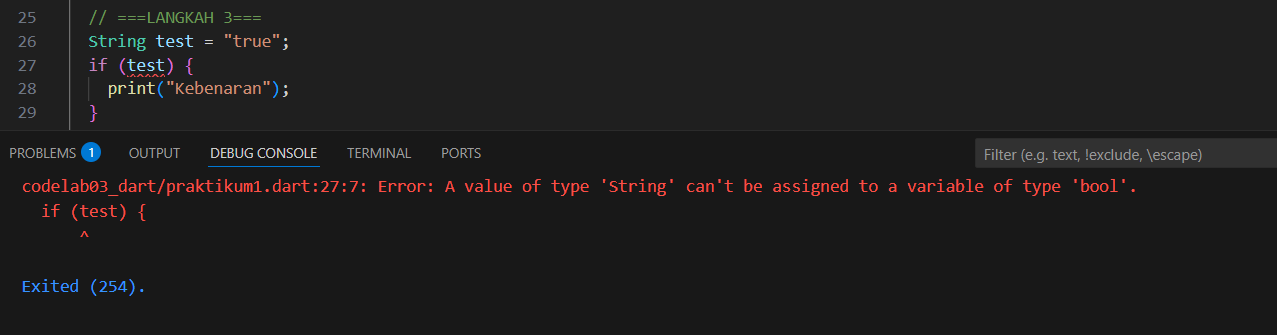 25 // ===LANGKAH 3===
26 String test = "true";
27 if (test) {
28 print("Kebenaran");
29 }
PROBLEMS 1 OUTPUT DEBUG CONSOLE TERMINAL PORTS Filter (e.g. text, !exclude, \escape)
codelab03_dart/praktikum1.dart:27:7: Error: A value of type 'String' can't be assigned to a variable of type 'bool'.
if (test) {
^
Exited (254).